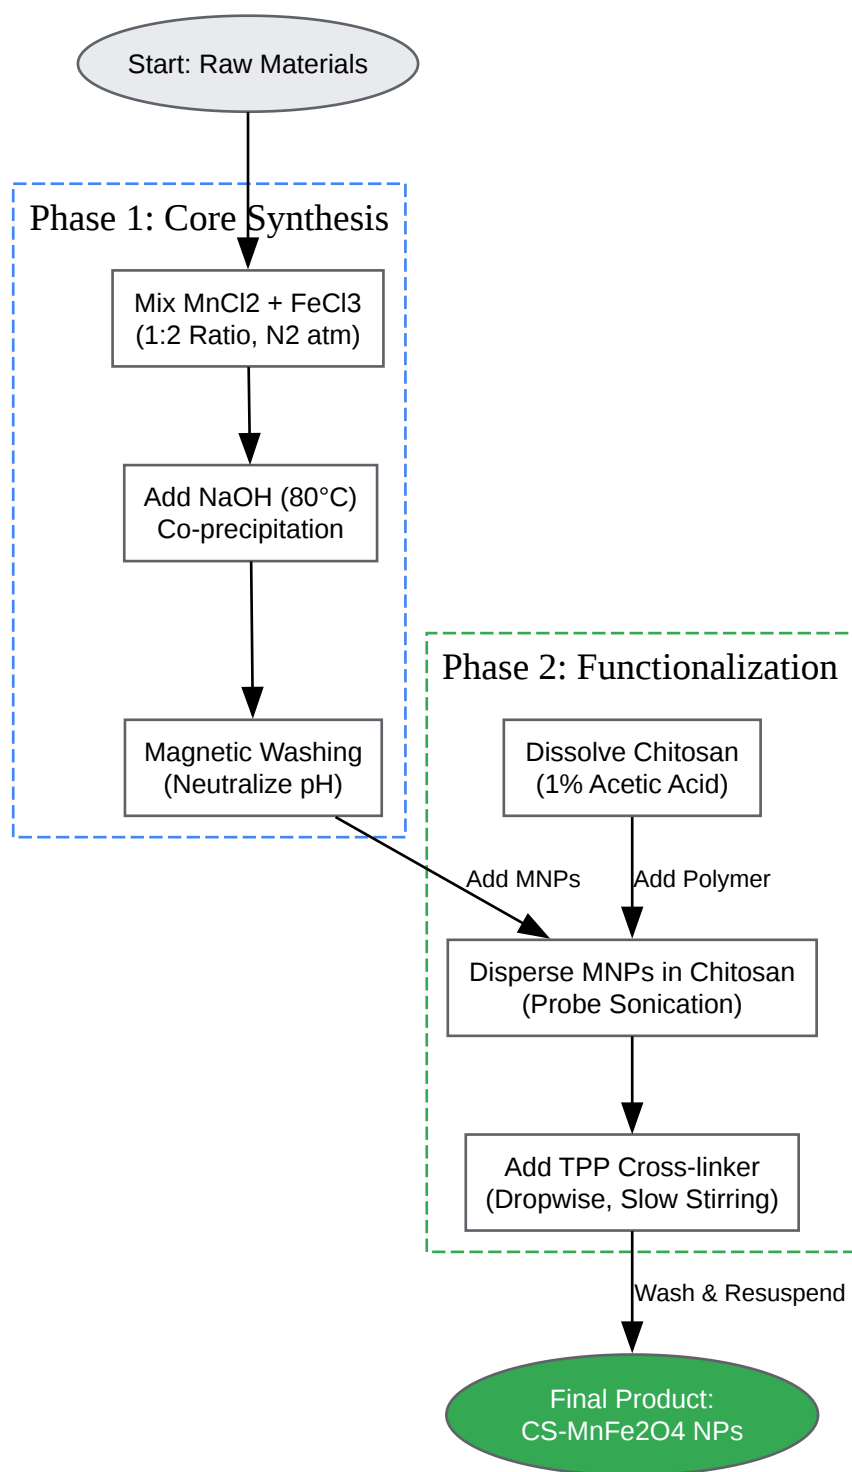 Start: Raw Materials
Phase 1: Core Synthesis
Mix MnCl2 + FeCl3
(1:2 Ratio, N2 atm)
Add NaOH (80°C)
Co-precipitation
Magnetic Washing
(Neutralize pH)
Phase 2: Functionalization
Dissolve Chitosan
(1% Acetic Acid)
Add MNPs
Add Polymer
Disperse MNPs in Chitosan
(Probe Sonication)
Add TPP Cross-linker
(Dropwise, Slow Stirring)
Wash & Resuspend
Final Product:
CS-MnFe2O4 NPs